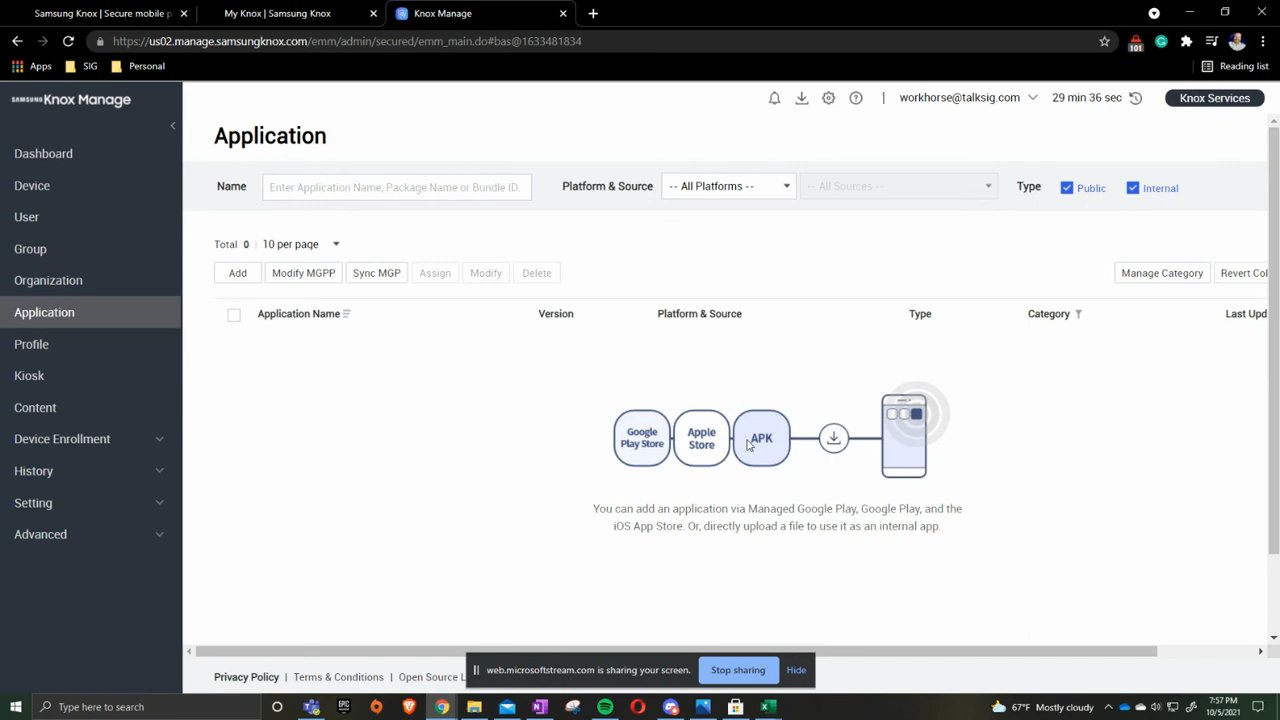 Samsung Knox | Secure mobile p
My Knox | Samsung Knox
Knox Manage
https://us02.manage.samsungknox.com/emm/admin/secured/emm_main.do#bas@1633481834
101
Apps
SIG
Personal
Reading list
SAMSUNG Knox Manage
workhorse@talksig.com
29 min 36 sec
Knox Services
Dashboard
Device
User
Group
Organization
Application
Profile
Kiosk
Content
Device Enrollment
History
Setting
Advanced
Application
Name
Enter Application Name, Package Name or Bundle ID.
Platform & Source
-- All Platforms --
-- All Sources --
Type
Public
Internal
Total 0
10 per page
Add
Modify MGPP
Sync MGP
Assign
Modify
Delete
Manage Category
Revert Col
Application Name
Version
Platform & Source
Type
Category
Last Upd
Google
Play Store
Apple
Store
APK
You can add an application via Managed Google Play, Google Play, and the
iOS App Store. Or, directly upload a file to use it as an internal app.
web.microsoftstream.com is sharing your screen.
Stop sharing
Hide
Privacy Policy
Terms & Conditions
Open Source L
Type here to search
EPIC
67°F Mostly cloudy
7:57 PM
10/5/2021